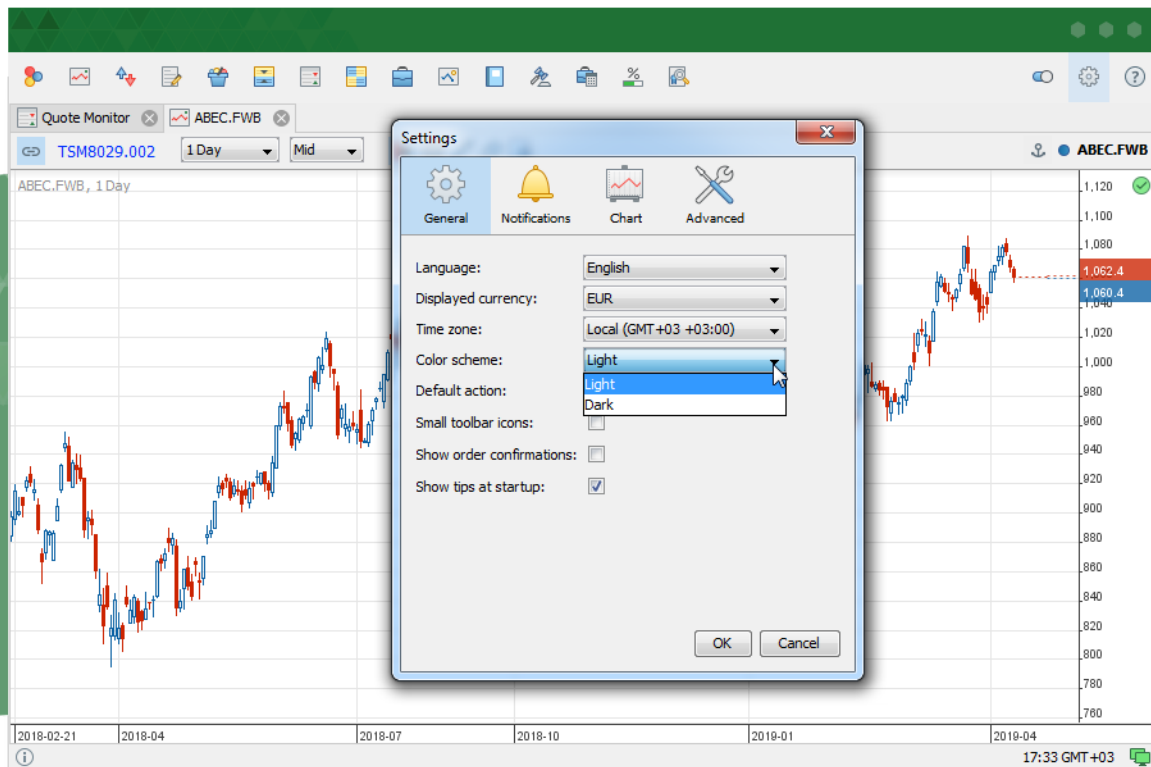 Quote Monitor
ABEC.FWB
TSM8029.002
1 Day
Mid
ABEC.FWB
ABEC.FWB, 1 Day
Settings
General
Notifications
Chart
Advanced
Language:
English
Displayed currency:
EUR
Time zone:
Local (GMT+03 +03:00)
Color scheme:
Light
Light
Dark
Default action:
Small toolbar icons:
Show order confirmations:
Show tips at startup:
OK
Cancel
1,120
1,100
1,080
1,062.4
1,060.4
1,040
1,020
1,000
980
960
940
920
900
880
860
840
820
800
780
760
2018-02-21
2018-04
2018-07
2018-10
2019-01
2019-04
17:33 GMT+03